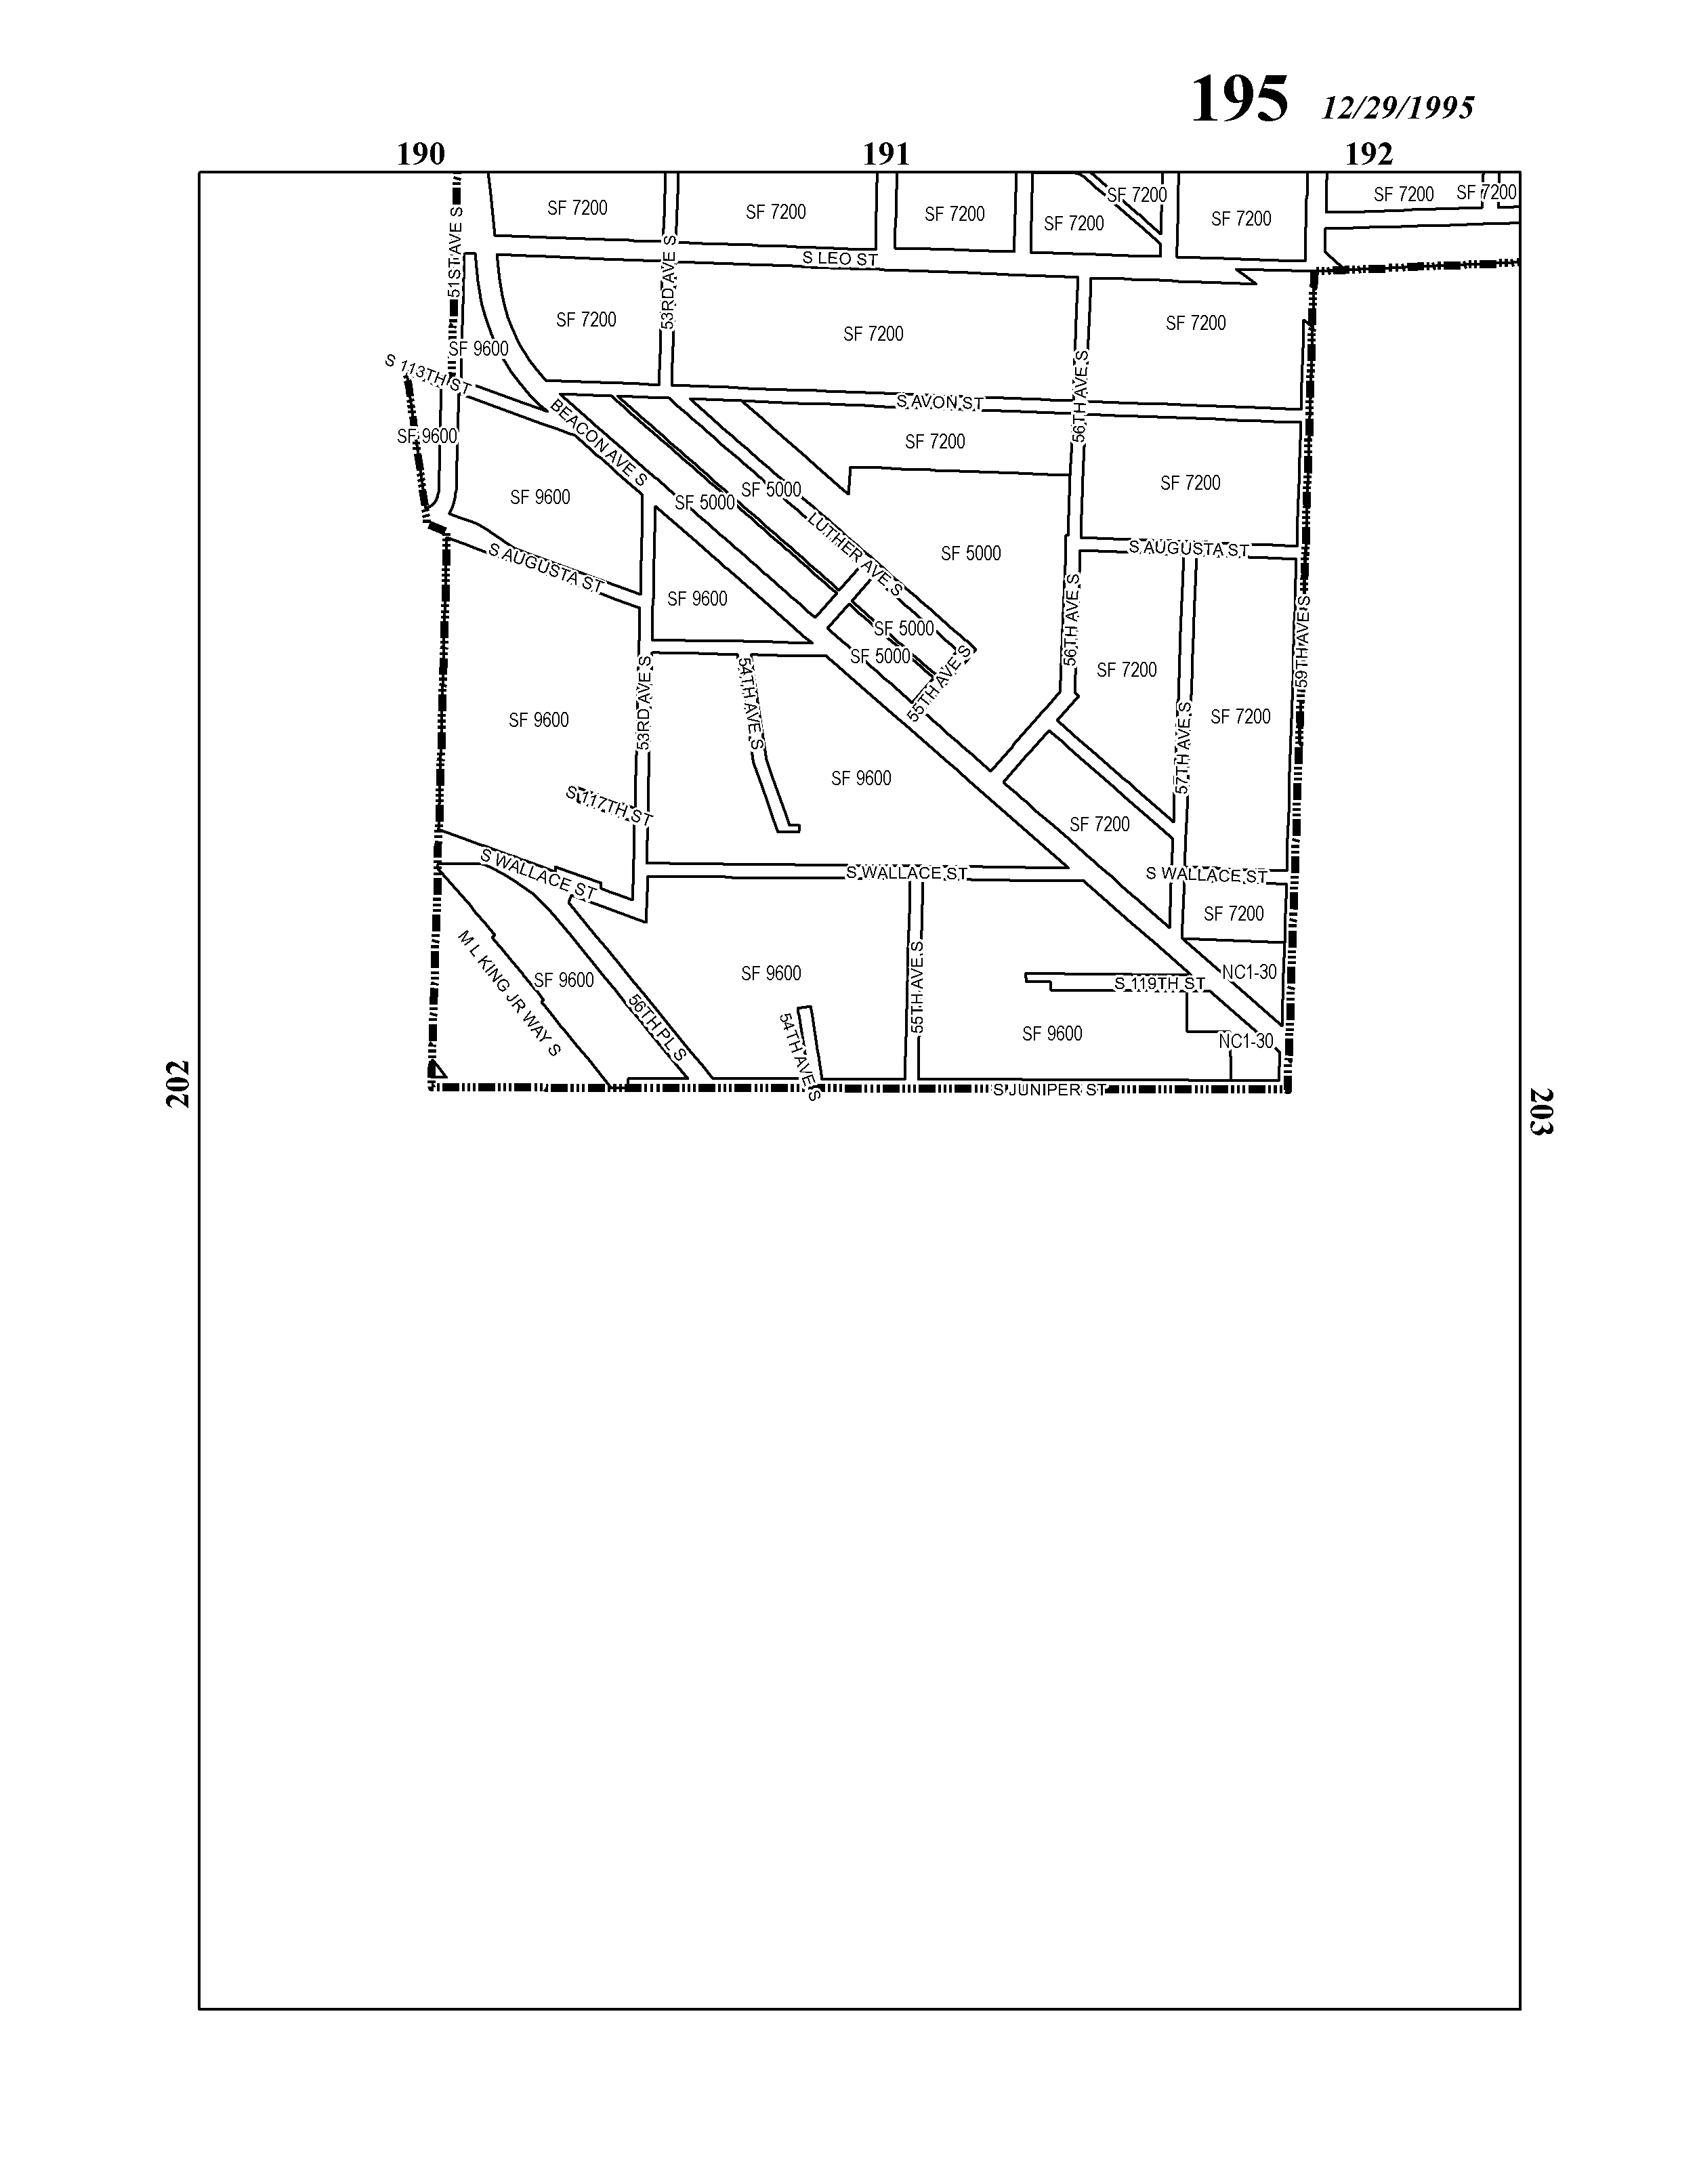 195 12/29/1995
190 191 192
SF 7200 SF 7200
SF 7200
SF 7200
SF 7200
SF 7200
SF 7200
SF 7200
51ST AVE S
53RD AVE S
S LEO ST
SF 7200
SF 7200
SF 7200
SF 9600
S 113TH ST
56TH AVE S
S AVON ST
BEACON AVE S
SF 9600
SF 7200
SF 7200
SF 9600
SF 5000
SF 5000
LUTHER AVE S
SF 5000
S AUGUSTA ST
S AUGUSTA ST
SF 9600
56TH AVE S
59TH AVE S
SF 5000
SF 5000
55TH AVE S
53RD AVE S
54TH AVE S
SF 7200
SF 9600
SF 7200
57TH AVE S
SF 9600
S 117TH ST
SF 7200
S WALLACE ST
S WALLACE ST
S WALLACE ST
SF 7200
M L KING JR WAY S
SF 9600
SF 9600
55TH AVE S
NC1-30
S 119TH ST
56TH PL S
54TH AVE S
SF 9600
NC1-30
S JUNIPER ST
202
203